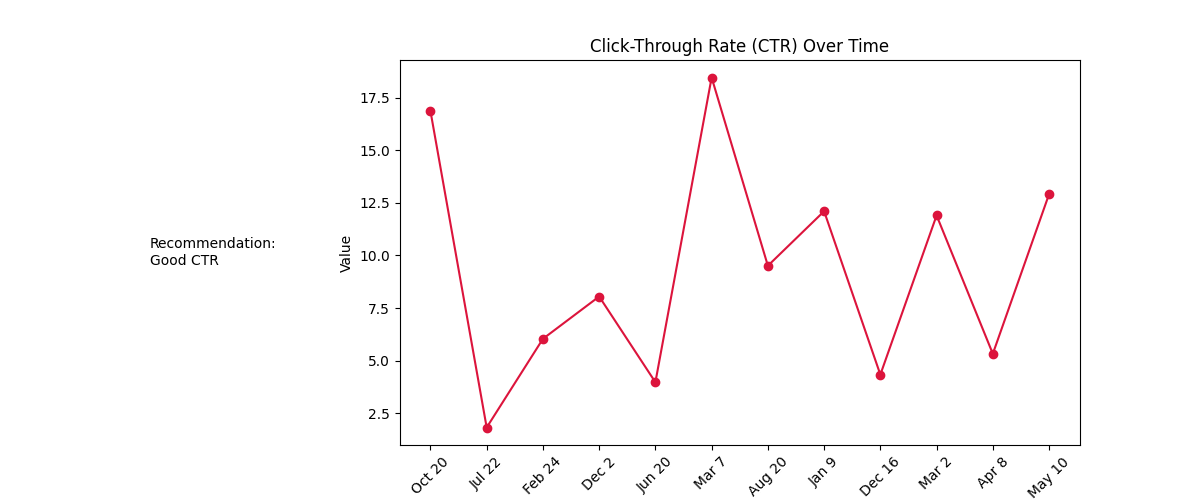 Click-Through Rate (CTR) Over Time
Recommendation:
Good CTR
Value
17.5
15.0
12.5
10.0
7.5
5.0
2.5
Oct 20
Jul 22
Feb 24
Dec 2
Jun 20
Mar 7
Aug 20
Jan 9
Dec 16
Mar 2
Apr 8
May 10